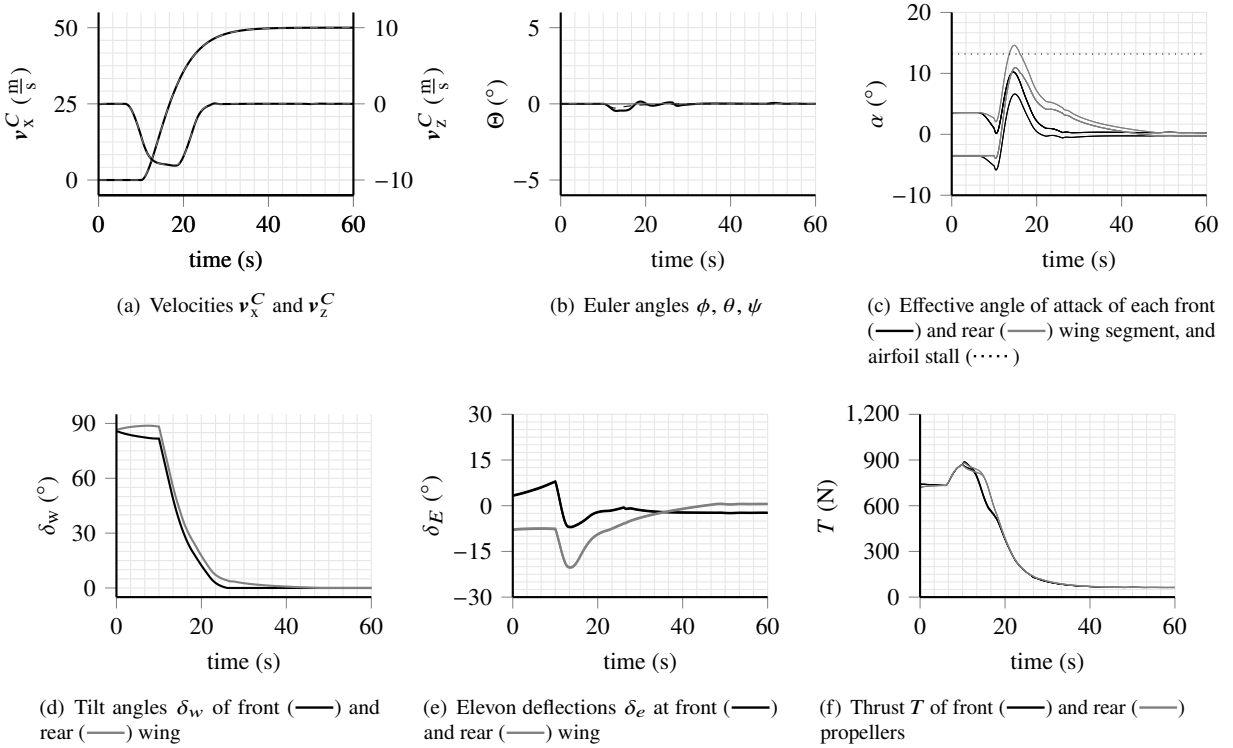 50
25
0
0
20
40
60
10
0
−10
v_x^C (m/s)
v_z^C (m/s)
time (s)
(a) Velocities v_x^C and v_z^C
5
0
−5
0
20
40
60
Θ (°)
time (s)
(b) Euler angles ϕ, θ, ψ
20
10
0
−10
0
20
40
60
α (°)
time (s)
(c) Effective angle of attack of each front
( ) and rear ( ) wing segment, and
airfoil stall (·····)
90
60
30
0
0
20
40
60
δ_w (°)
time (s)
(d) Tilt angles δ_w of front ( ) and
rear ( ) wing
30
15
0
−15
−30
0
20
40
60
δ_E (°)
time (s)
(e) Elevon deflections δ_e at front ( )
and rear ( ) wing
1,200
900
600
300
0
0
20
40
60
T (N)
time (s)
(f) Thrust T of front ( ) and rear ( )
propellers